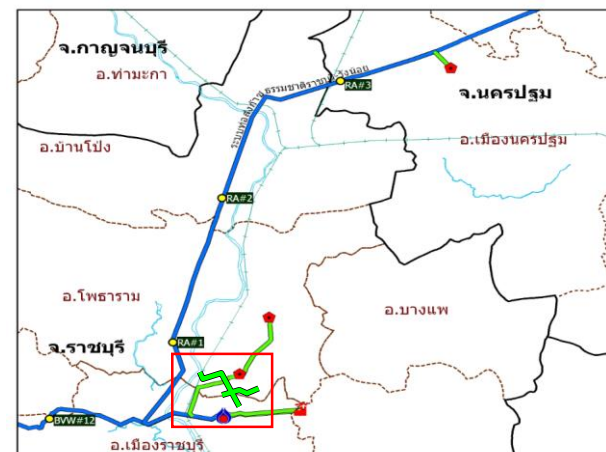 จ.กาญจนบุรี
อ.ท่ามะกา
RA#3
จ.นครปฐม
อ.เมืองนครปฐม
อ.บ้านโป่ง
RA#2
อ.โพธาราม
อ.บางแพ
จ.ราชบุรี
RA#1
BVW#12
อ.เมืองราชบุรี